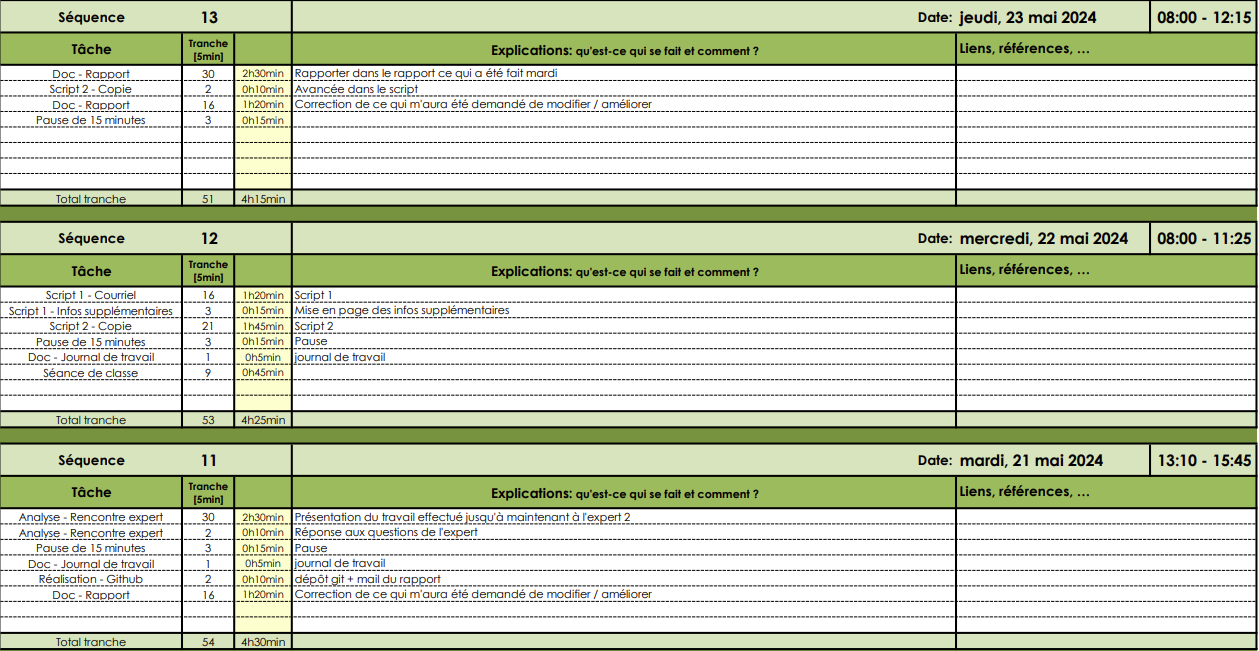 Séquence 13 Date: jeudi, 23 mai 2024 08:00 - 12:15
Tâche Tranche [5min] Explications: qu'est-ce qui se fait et comment ? Liens, références, ...
Doc - Rapport 30 2h30min Rapporter dans le rapport ce qui a été fait mardi
Script 2 - Copie 2 0h10min Avancée dans le script
Doc - Rapport 16 1h20min Correction de ce qui m'aura été demandé de modifier / améliorer
Pause de 15 minutes 3 0h15min
Total tranche 51 4h15min
Séquence 12 Date: mercredi, 22 mai 2024 08:00 - 11:25
Tâche Tranche [5min] Explications: qu'est-ce qui se fait et comment ? Liens, références, ...
Script 1 - Courriel 16 1h20min Script 1
Script 1 - Infos supplémentaires 3 0h15min Mise en page des infos supplémentaires
Script 2 - Copie 21 1h45min Script 2
Pause de 15 minutes 3 0h15min Pause
Doc - Journal de travail 1 0h5min journal de travail
Séance de classe 9 0h45min
Total tranche 53 4h25min
Séquence 11 Date: mardi, 21 mai 2024 13:10 - 15:45
Tâche Tranche [5min] Explications: qu'est-ce qui se fait et comment ? Liens, références, ...
Analyse - Rencontre expert 30 2h30min Présentation du travail effectué jusqu'à maintenant à l'expert 2
Analyse - Rencontre expert 2 0h10min Réponse aux questions de l'expert
Pause de 15 minutes 3 0h15min Pause
Doc - Journal de travail 1 0h5min journal de travail
Réalisation - Github 2 0h10min dépôt git + mail du rapport
Doc - Rapport 16 1h20min Correction de ce qui m'aura été demandé de modifier / améliorer
Total tranche 54 4h30min